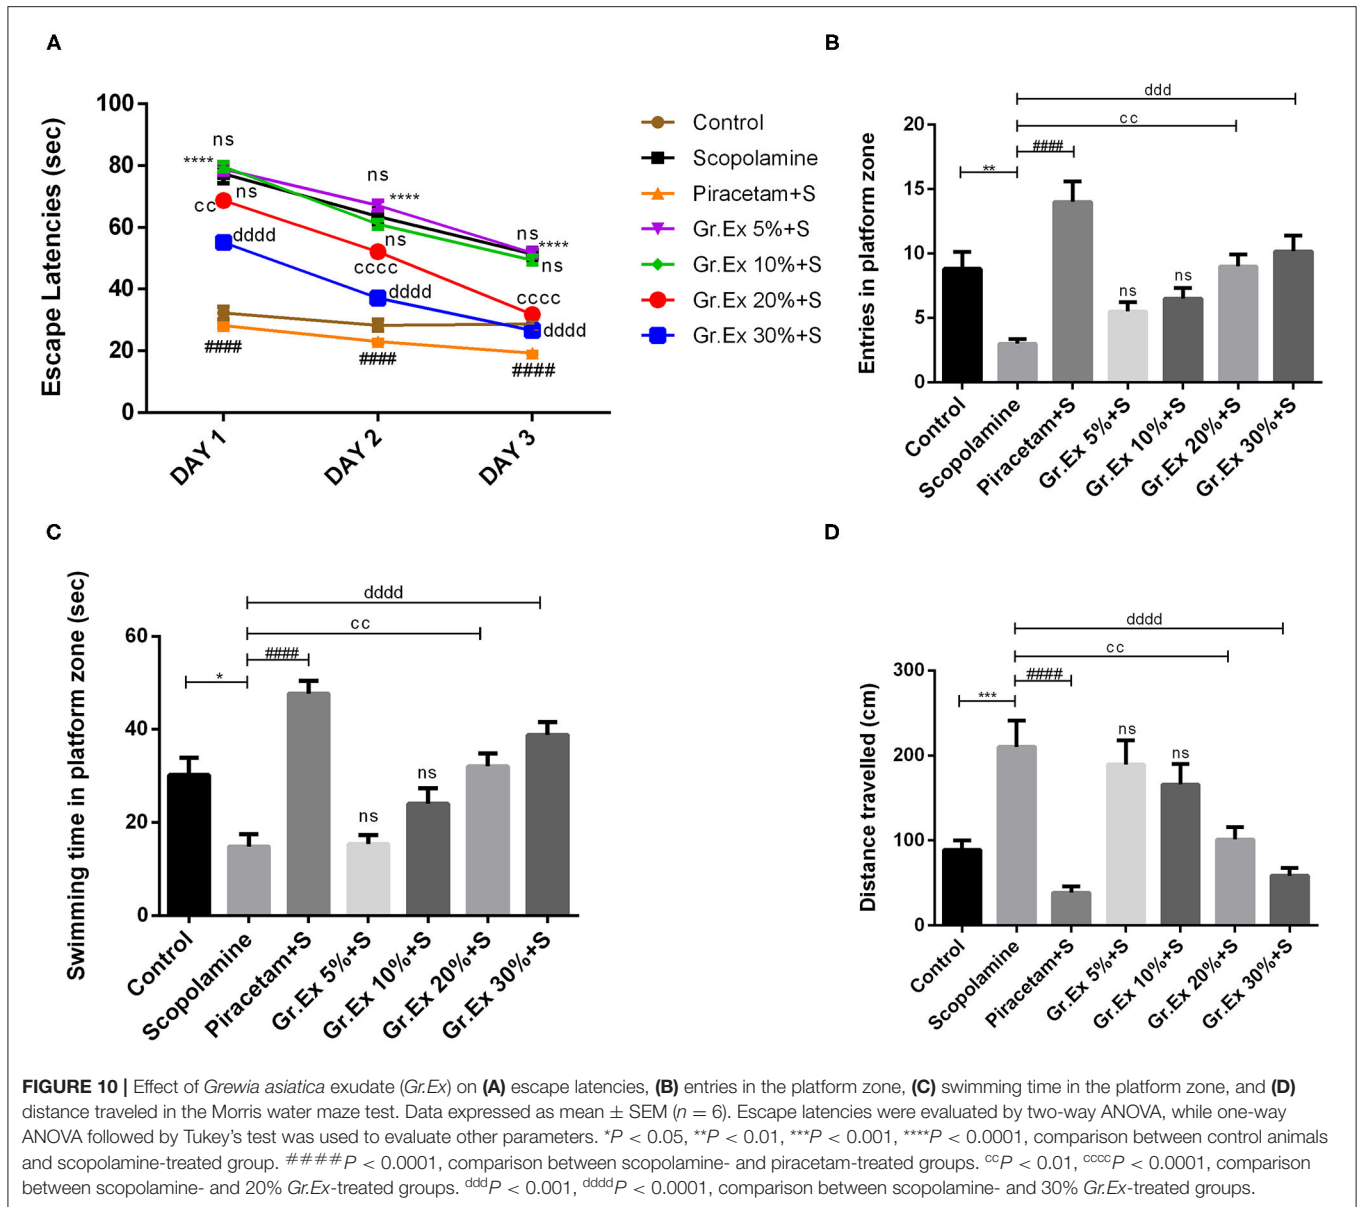 A
Escape Latencies (sec)
100
80
60
40
20
0
ns
****
ns
cc
dddd
####
ns
****
ns
cccc
dddd
####
ns
****
ns
cccc
dddd
####
DAY 1
DAY 2
DAY 3
Control
Scopolamine
Piracetam+S
Gr.Ex 5%+S
Gr.Ex 10%+S
Gr.Ex 20%+S
Gr.Ex 30%+S
B
Entries in platform zone
20
15
10
5
0
ddd
cc
####
**
ns
ns
Control
Scopolamine
Piracetam+S
Gr.Ex 5%+S
Gr.Ex 10%+S
Gr.Ex 20%+S
Gr.Ex 30%+S
C
Swimming time in platform zone (sec)
60
40
20
0
dddd
cc
####
*
ns
ns
Control
Scopolamine
Piracetam+S
Gr.Ex 5%+S
Gr.Ex 10%+S
Gr.Ex 20%+S
Gr.Ex 30%+S
D
Distance travelled (cm)
300
200
100
0
dddd
cc
####
***
ns
ns
Control
Scopolamine
Piracetam+S
Gr.Ex 5%+S
Gr.Ex 10%+S
Gr.Ex 20%+S
Gr.Ex 30%+S
FIGURE 10 | Effect of Grewia asiatica exudate (Gr.Ex) on (A) escape latencies, (B) entries in the platform zone, (C) swimming time in the platform zone, and (D)
distance traveled in the Morris water maze test. Data expressed as mean ± SEM (n = 6). Escape latencies were evaluated by two-way ANOVA, while one-way
ANOVA followed by Tukey's test was used to evaluate other parameters. *P < 0.05, **P < 0.01, ***P < 0.001, ****P < 0.0001, comparison between control animals
and scopolamine-treated group. ####P < 0.0001, comparison between scopolamine- and piracetam-treated groups. ccP < 0.01, ccccP < 0.0001, comparison
between scopolamine- and 20% Gr.Ex-treated groups. dddP < 0.001, ddddP < 0.0001, comparison between scopolamine- and 30% Gr.Ex-treated groups.